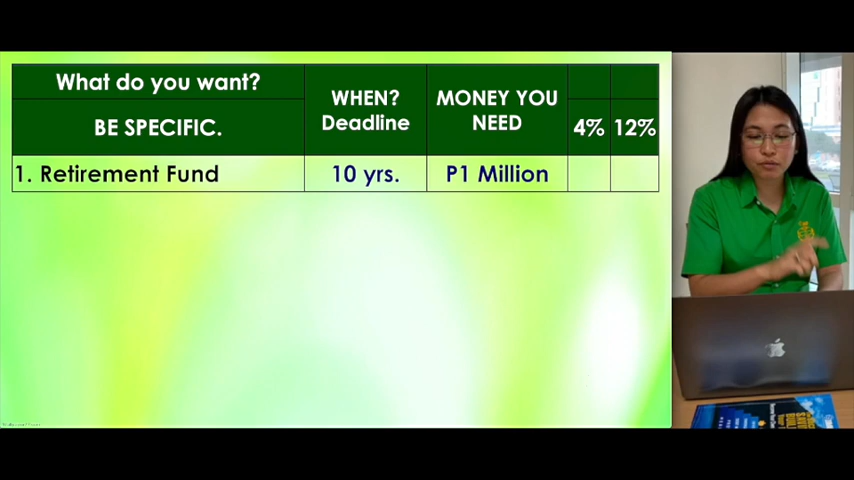 What do you want?
BE SPECIFIC.
WHEN?
Deadline
MONEY YOU
NEED
4%
12%
1. Retirement Fund
10 yrs.
P1 Million